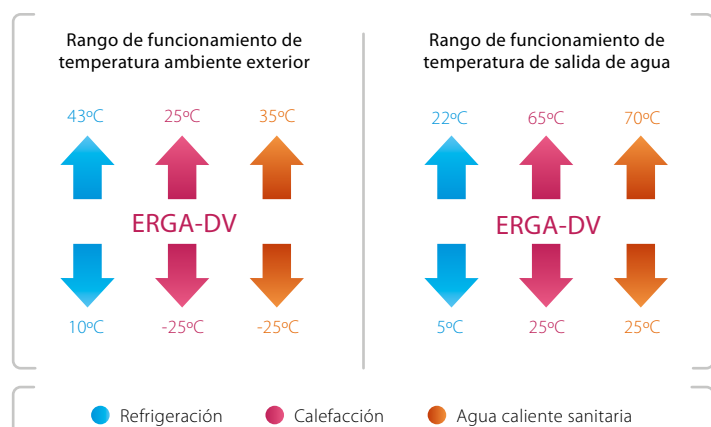 Rango de funcionamiento de
temperatura ambiente exterior
43ºC 25ºC 35ºC
ERGA-DV
10ºC -25ºC -25ºC
Rango de funcionamiento de
temperatura de salida de agua
22ºC 65ºC 70ºC
ERGA-DV
5ºC 25ºC 25ºC
Refrigeración Calefacción Agua caliente sanitaria